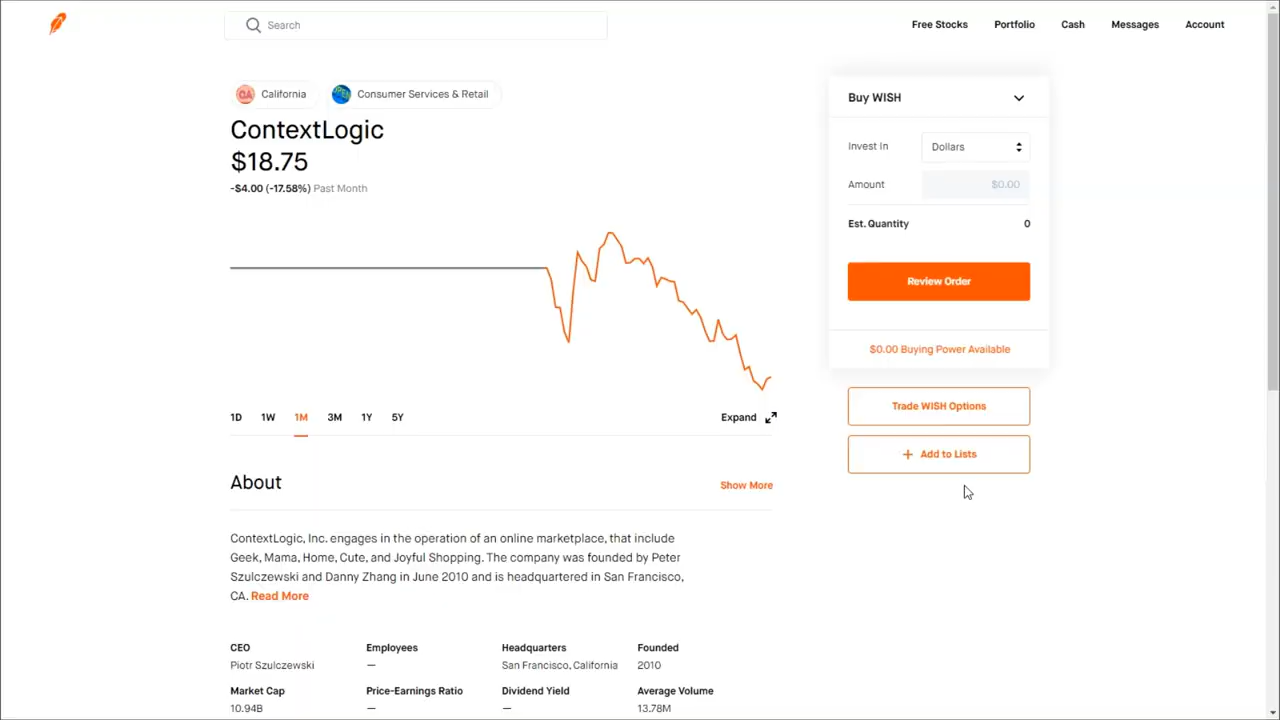 Search
Free Stocks
Portfolio
Cash
Messages
Account
CA California
OPEN Consumer Services & Retail
ContextLogic
$18.75
-$4.00 (-17.58%) Past Month
1D 1W 1M 3M 1Y 5Y
Expand
About
Show More
ContextLogic, Inc. engages in the operation of an online marketplace, that include
Geek, Mama, Home, Cute, and Joyful Shopping. The company was founded by Peter
Szulczewski and Danny Zhang in June 2010 and is headquartered in San Francisco,
CA. Read More
CEO Employees Headquarters Founded
Piotr Szulczewski — San Francisco, California 2010
Market Cap Price-Earnings Ratio Dividend Yield Average Volume
10.94B — — 13.78M
Buy WISH
Invest In Dollars
Amount $0.00
Est. Quantity 0
Review Order
$0.00 Buying Power Available
Trade WISH Options
+ Add to Lists